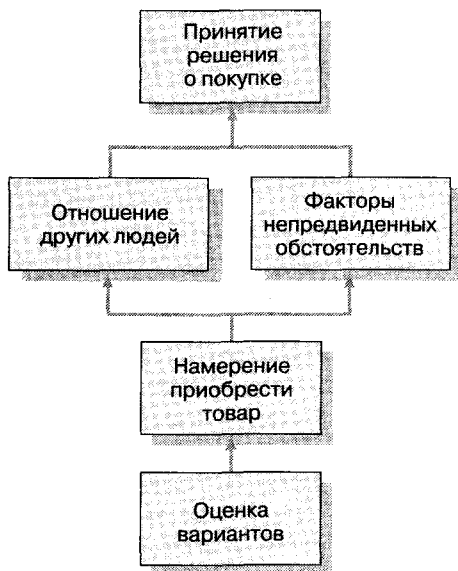 Принятие
решения
о покупке
Отношение
других людей
Факторы
непредвиденных
обстоятельств
Намерение
приобрести
товар
Оценка
вариантов